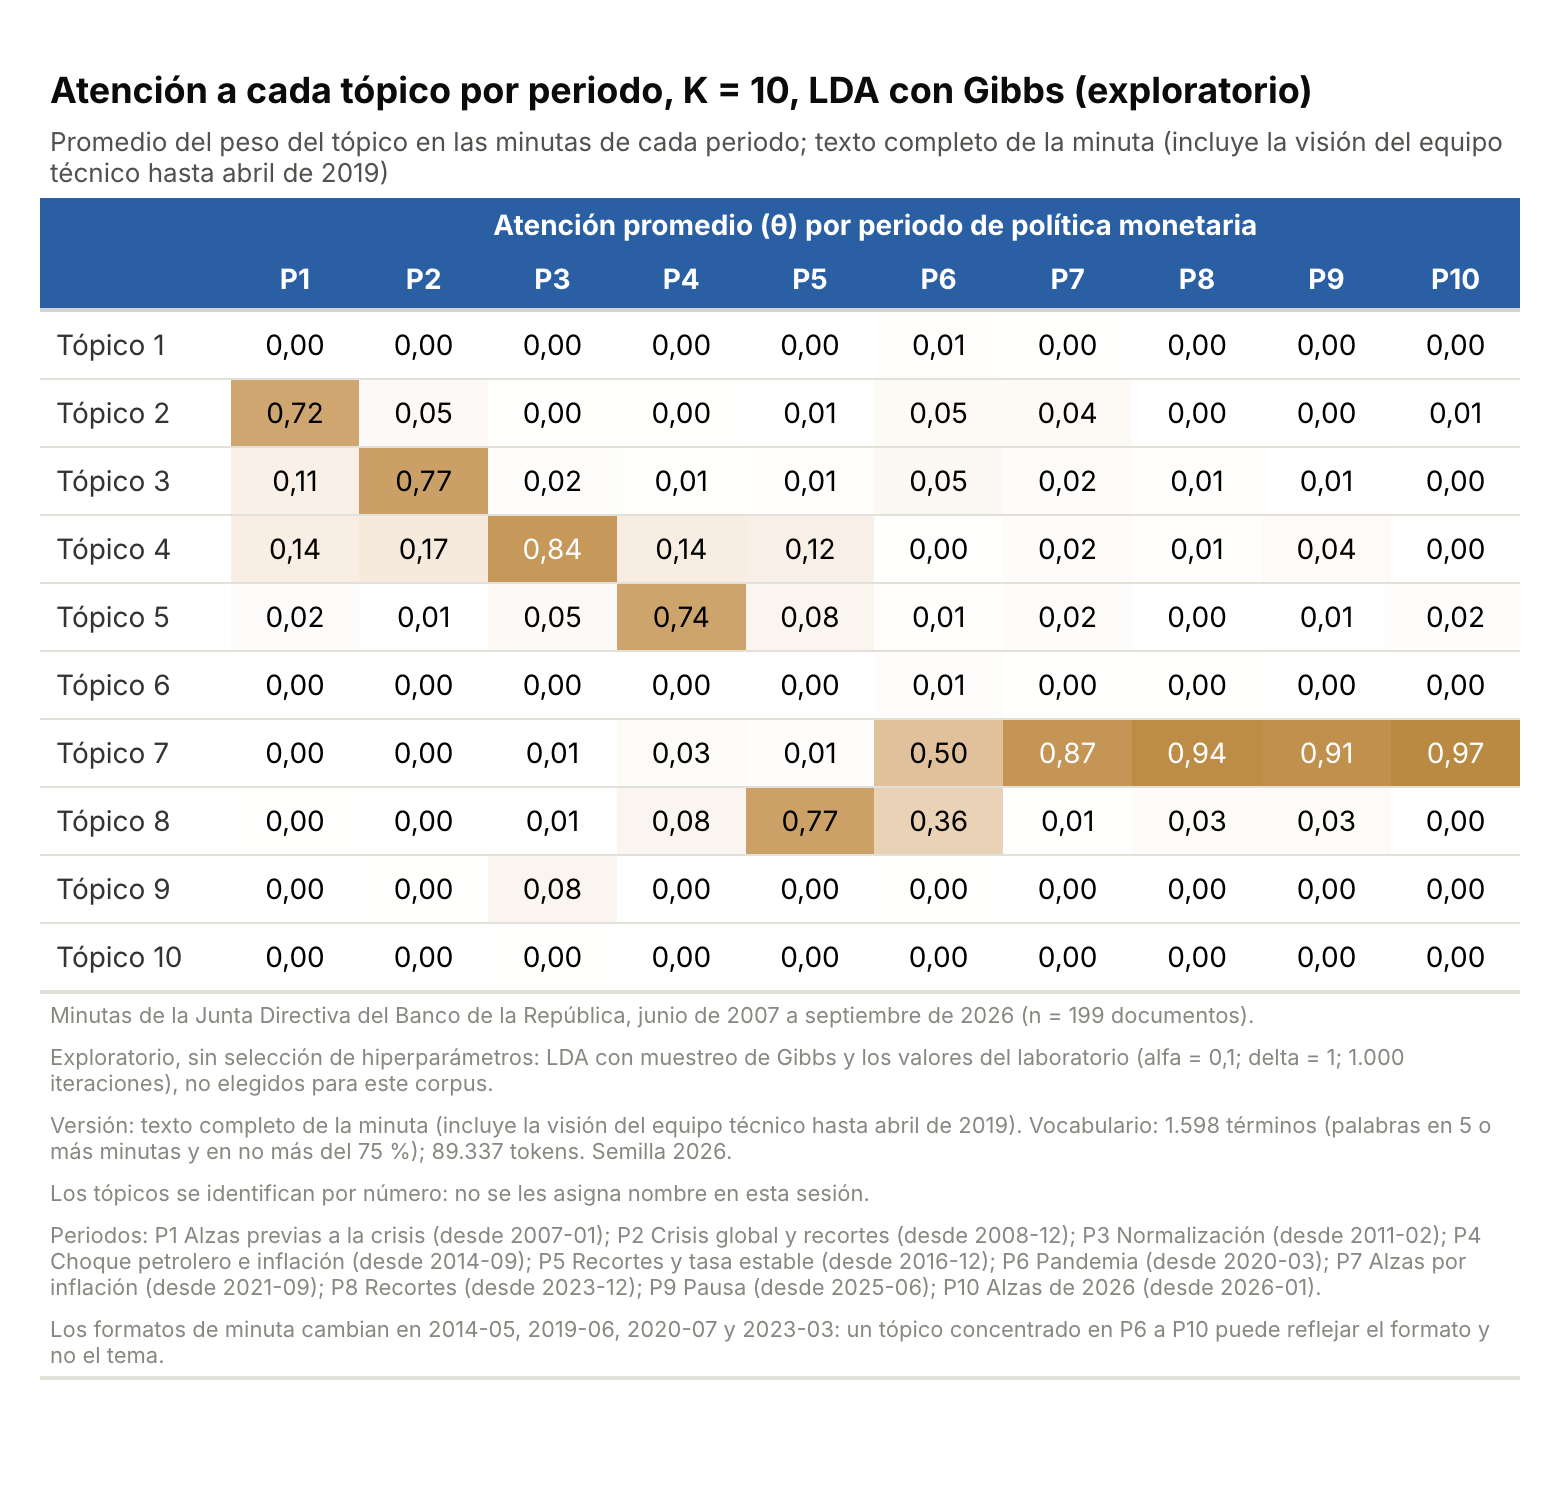 Atención a cada tópico por periodo, K = 10, LDA con Gibbs (exploratorio)
Promedio del peso del tópico en las minutas de cada periodo; texto completo de la minuta (incluye la visión del equipo
técnico hasta abril de 2019)
Atención promedio (θ) por periodo de política monetaria
P1 P2 P3 P4 P5 P6 P7 P8 P9 P10
Tópico 1 0,00 0,00 0,00 0,00 0,00 0,01 0,00 0,00 0,00 0,00
Tópico 2 0,72 0,05 0,00 0,00 0,01 0,05 0,04 0,00 0,00 0,01
Tópico 3 0,11 0,77 0,02 0,01 0,01 0,05 0,02 0,01 0,01 0,00
Tópico 4 0,14 0,17 0,84 0,14 0,12 0,00 0,02 0,01 0,04 0,00
Tópico 5 0,02 0,01 0,05 0,74 0,08 0,01 0,02 0,00 0,01 0,02
Tópico 6 0,00 0,00 0,00 0,00 0,00 0,01 0,00 0,00 0,00 0,00
Tópico 7 0,00 0,00 0,01 0,03 0,01 0,50 0,87 0,94 0,91 0,97
Tópico 8 0,00 0,00 0,01 0,08 0,77 0,36 0,01 0,03 0,03 0,00
Tópico 9 0,00 0,00 0,08 0,00 0,00 0,00 0,00 0,00 0,00 0,00
Tópico 10 0,00 0,00 0,00 0,00 0,00 0,00 0,00 0,00 0,00 0,00
Minutas de la Junta Directiva del Banco de la República, junio de 2007 a septiembre de 2026 (n = 199 documentos).
Exploratorio, sin selección de hiperparámetros: LDA con muestreo de Gibbs y los valores del laboratorio (alfa = 0,1; delta = 1; 1.000
iteraciones), no elegidos para este corpus.
Versión: texto completo de la minuta (incluye la visión del equipo técnico hasta abril de 2019). Vocabulario: 1.598 términos (palabras en 5 o
más minutas y en no más del 75 %); 89.337 tokens. Semilla 2026.
Los tópicos se identifican por número: no se les asigna nombre en esta sesión.
Periodos: P1 Alzas previas a la crisis (desde 2007-01); P2 Crisis global y recortes (desde 2008-12); P3 Normalización (desde 2011-02); P4
Choque petrolero e inflación (desde 2014-09); P5 Recortes y tasa estable (desde 2016-12); P6 Pandemia (desde 2020-03); P7 Alzas por
inflación (desde 2021-09); P8 Recortes (desde 2023-12); P9 Pausa (desde 2025-06); P10 Alzas de 2026 (desde 2026-01).
Los formatos de minuta cambian en 2014-05, 2019-06, 2020-07 y 2023-03: un tópico concentrado en P6 a P10 puede reflejar el formato y
no el tema.